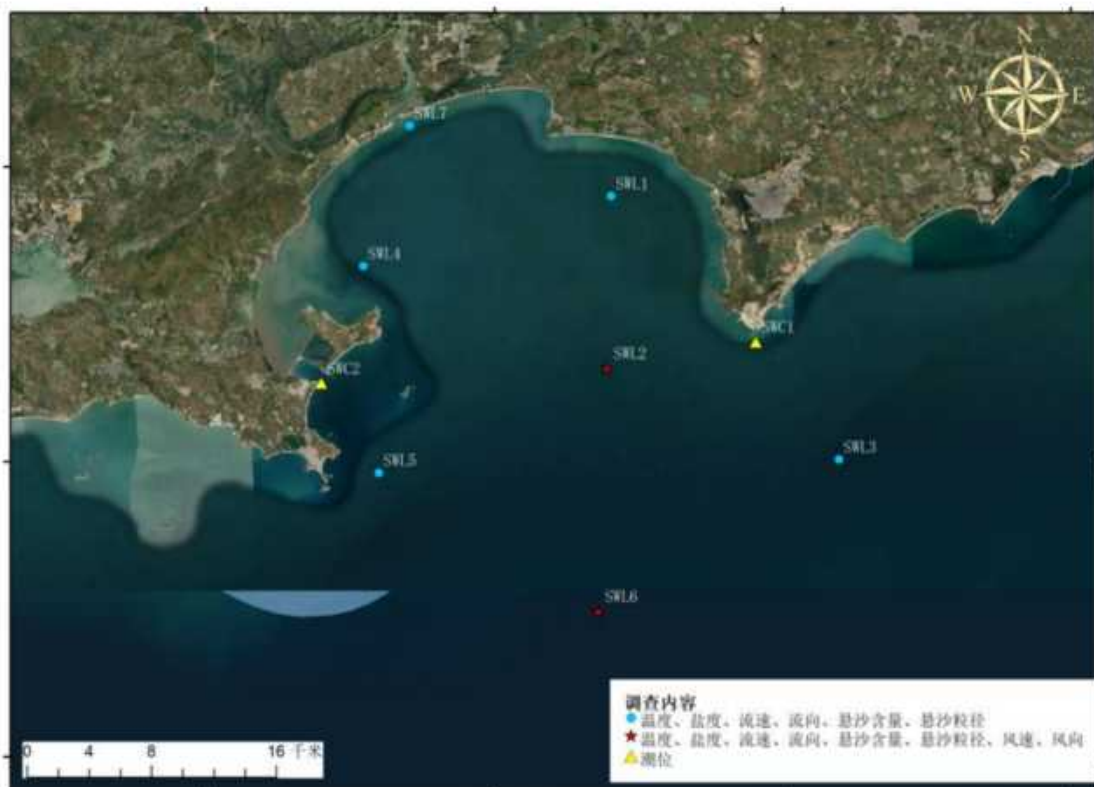 N
W E
S
SWL7
SWL1
SWL4
SWC1
SWL2
SWC2
SWL3
SWL5
SWL6
调查内容
温度、盐度、流速、流向、悬沙含量、悬沙粒径
温度、盐度、流速、流向、悬沙含量、悬沙粒径、风速、风向
潮位
0 4 8 16 千米